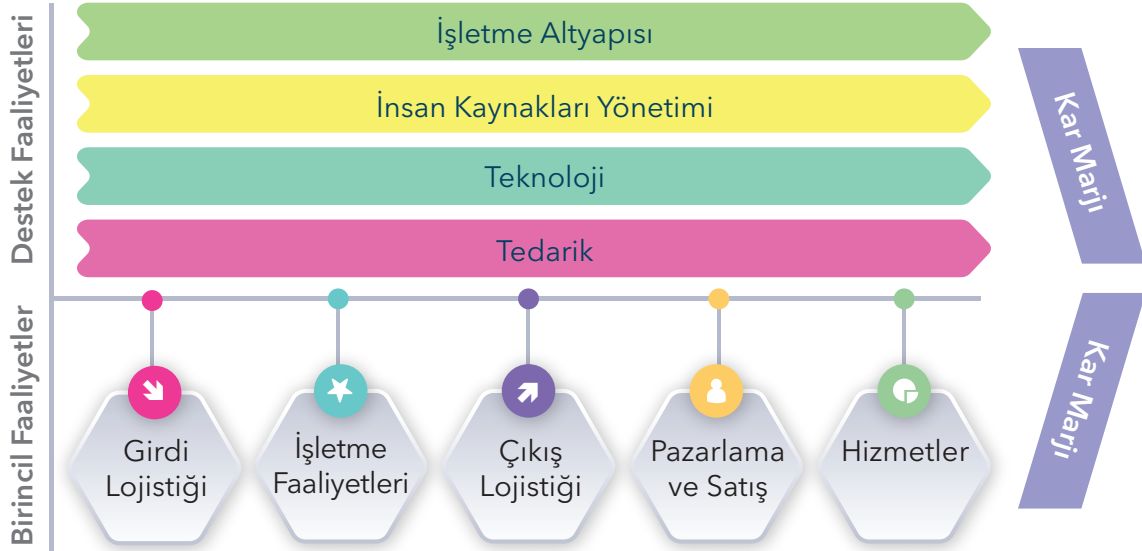 Destek Faaliyetleri
İşletme Altyapısı
İnsan Kaynakları Yönetimi
Teknoloji
Tedarik
Kar Marjı
Birincil Faaliyetler
Girdi
Lojistiği
İşletme
Faaliyetleri
Çıkış
Lojistiği
Pazarlama
ve Satış
Hizmetler
Kar Marjı